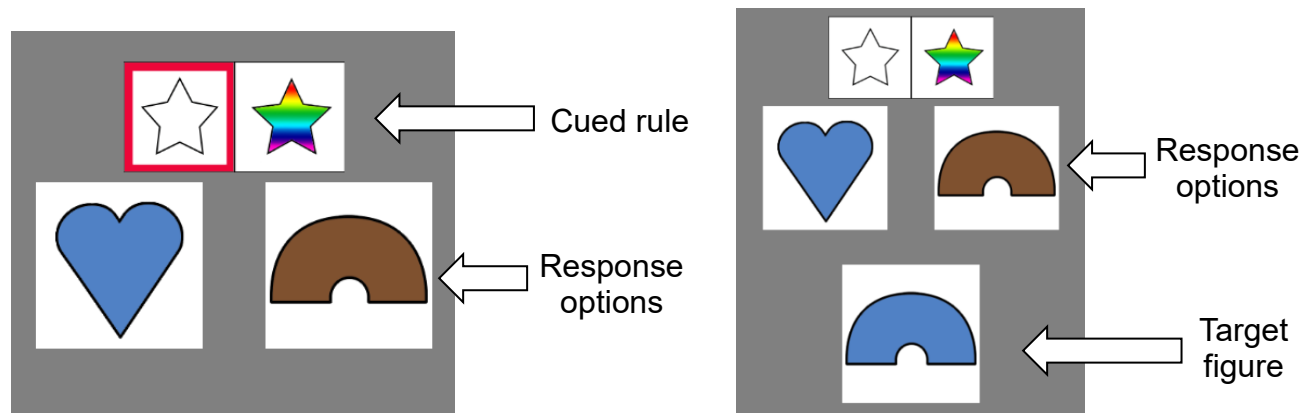 Cued rule
Response
options
Response
options
Target
figure